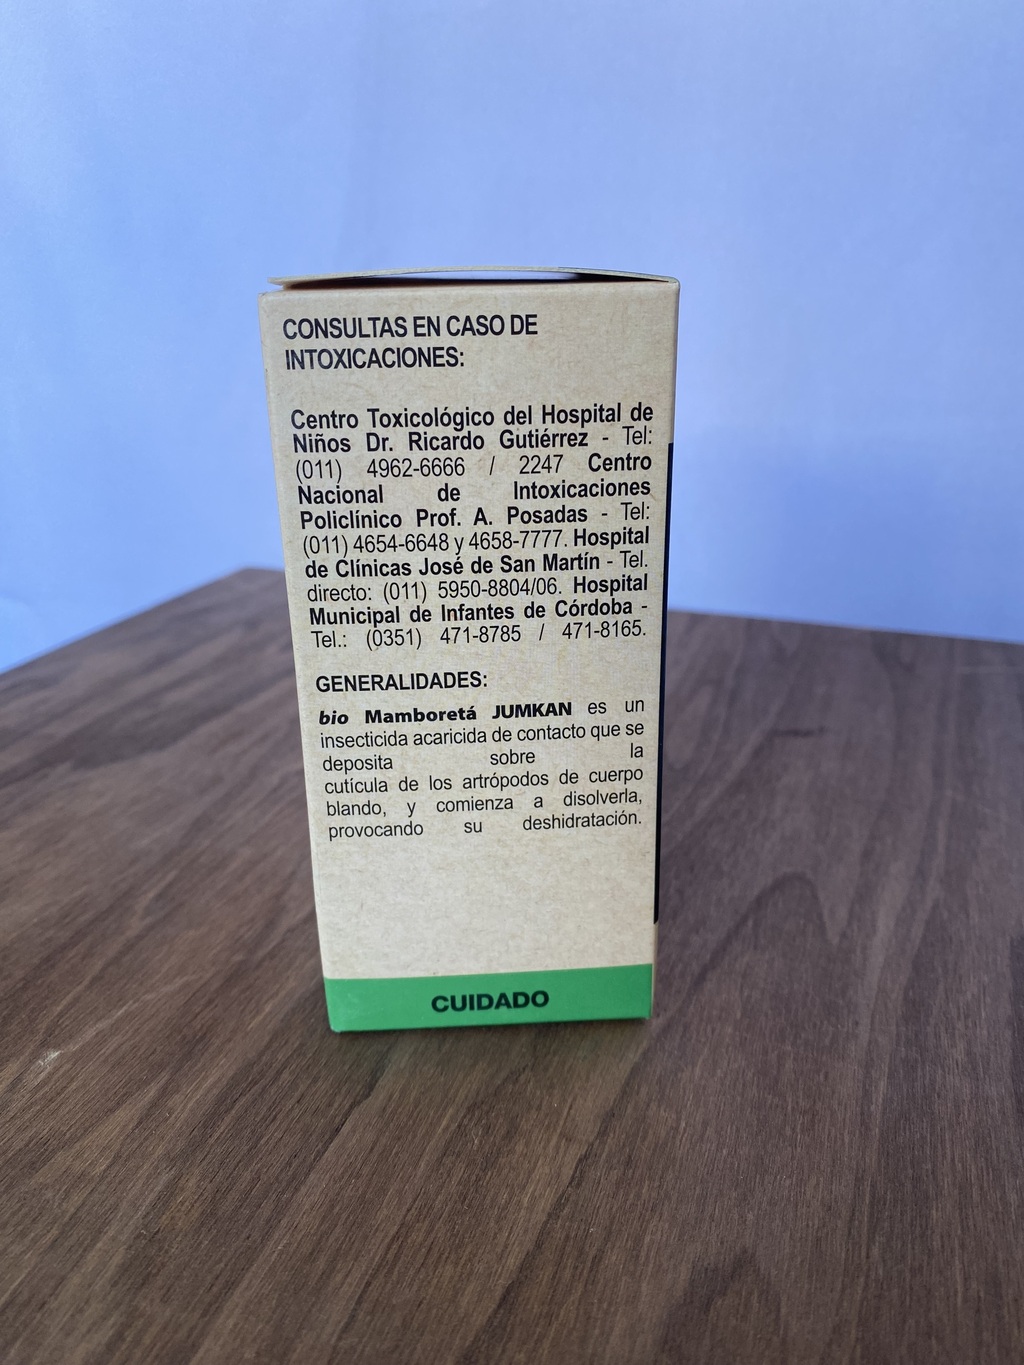 CONSULTAS EN CASO DE
INTOXICACIONES:
Centro Toxicológico del Hospital de
Niños Dr. Ricardo Gutiérrez - Tel:
(011) 4962-6666 / 2247 Centro
Nacional de Intoxicaciones
Policlínico Prof. A. Posadas - Tel:
(011) 4654-6648 y 4658-7777. Hospital
de Clínicas José de San Martín - Tel.
directo: (011) 5950-8804/06. Hospital
Municipal de Infantes de Córdoba -
Tel.: (0351) 471-8785 / 471-8165.
GENERALIDADES:
bio Mamboretá JUMKAN es un
insecticida acaricida de contacto que se
deposita sobre la
cutícula de los artrópodos de cuerpo
blando, y comienza a disolverla,
provocando su deshidratación.
CUIDADO